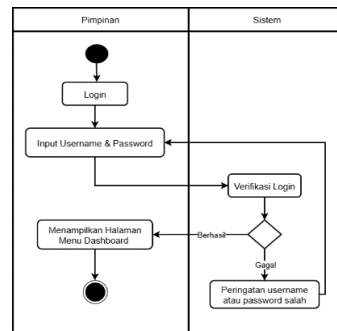 Pimpinan
Sistem
Login
Input Username & Password
Verifikasi Login
Menampilkan Halaman
Menu Dashboard
Berhasil
Gagal
Peringatan username
atau password salah